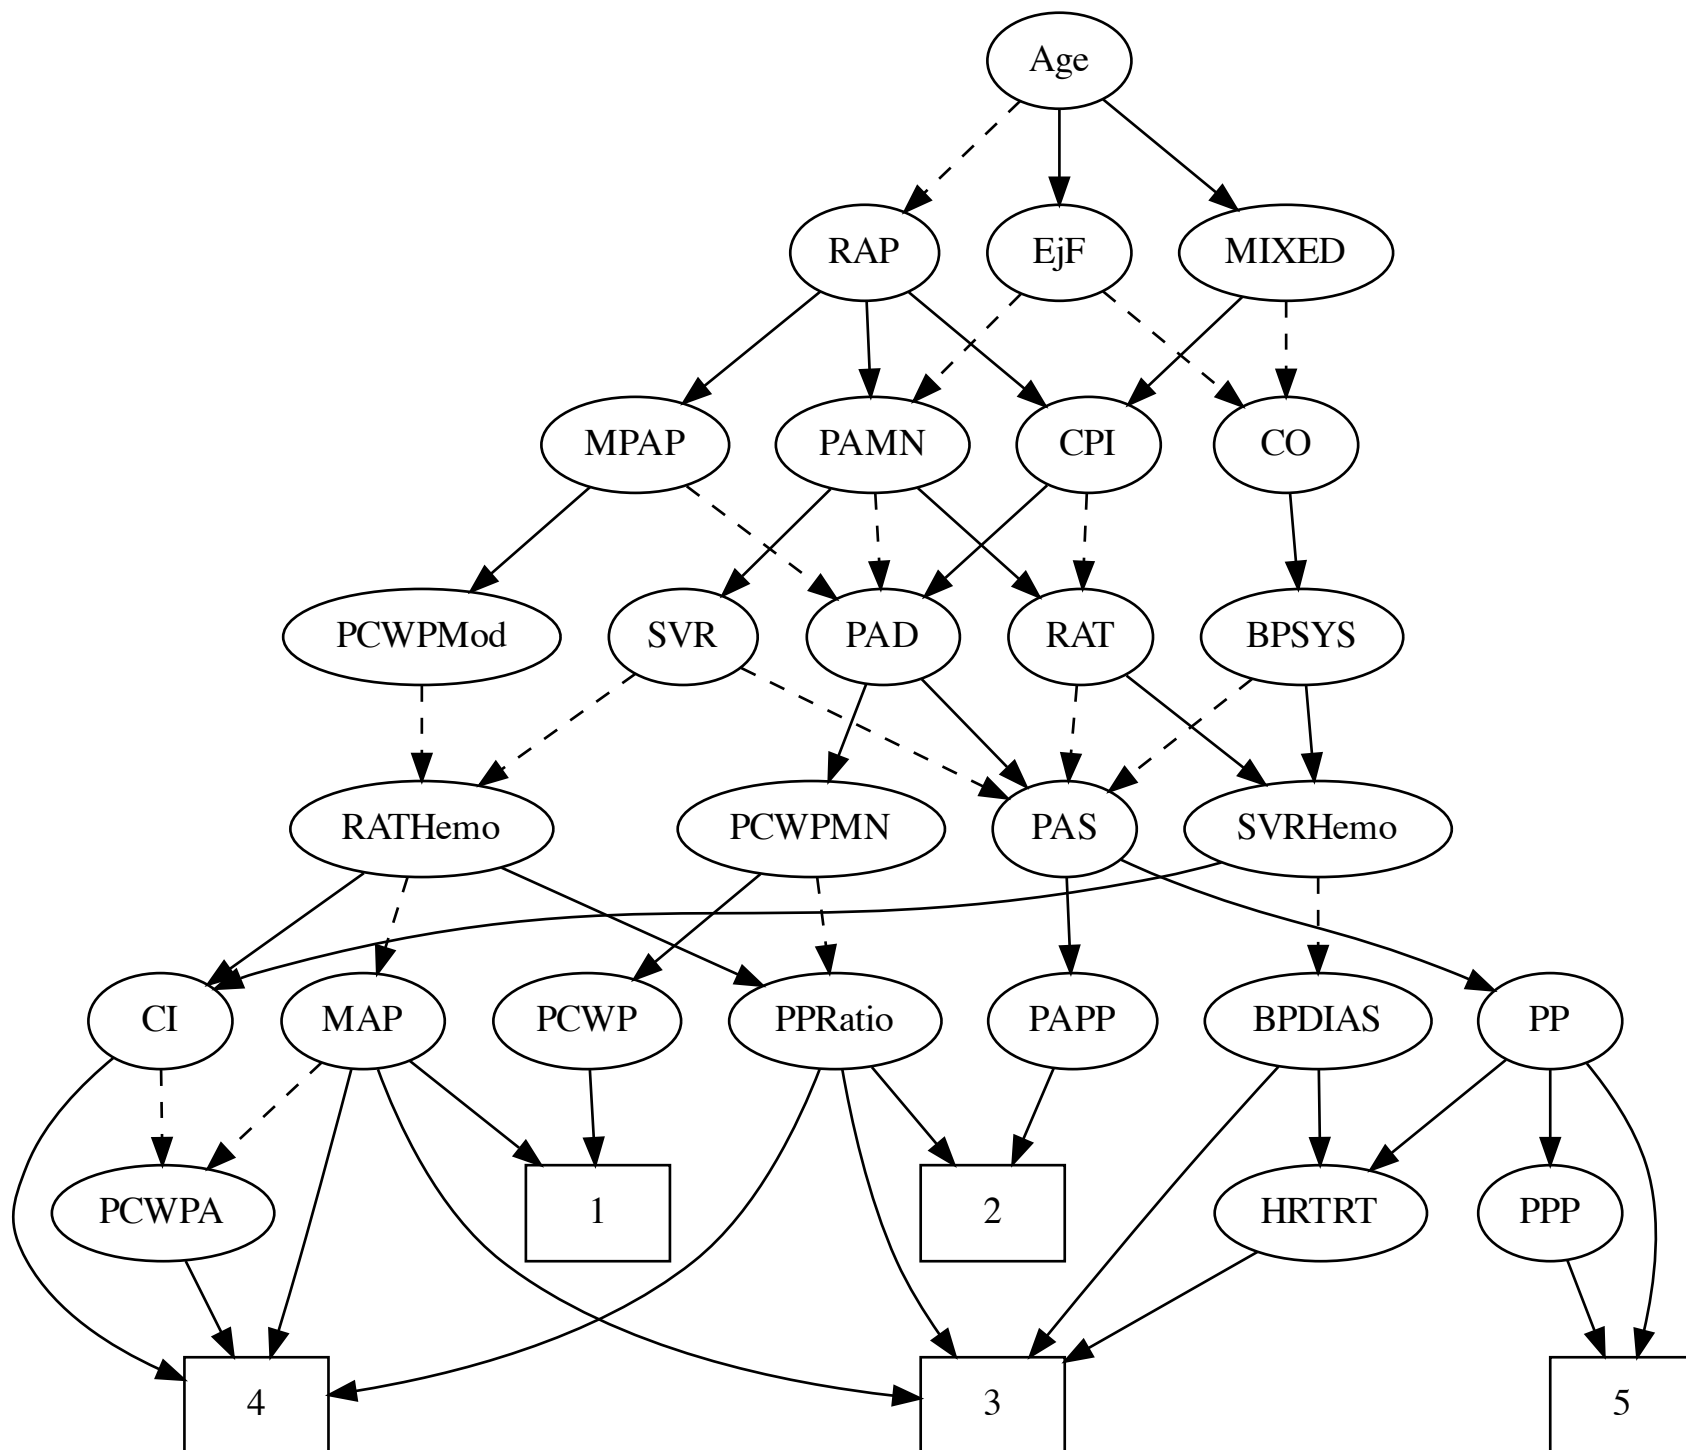 Age
RAP
EjF
MIXED
MPAP
PAMN
CPI
CO
PCWPMod
SVR
PAD
RAT
BPSYS
RATHemo
PCWPMN
PAS
SVRHemo
CI
MAP
PCWP
PPRatio
PAPP
BPDIAS
PP
PCWPA
1
2
HRTRT
PPP
4
3
5